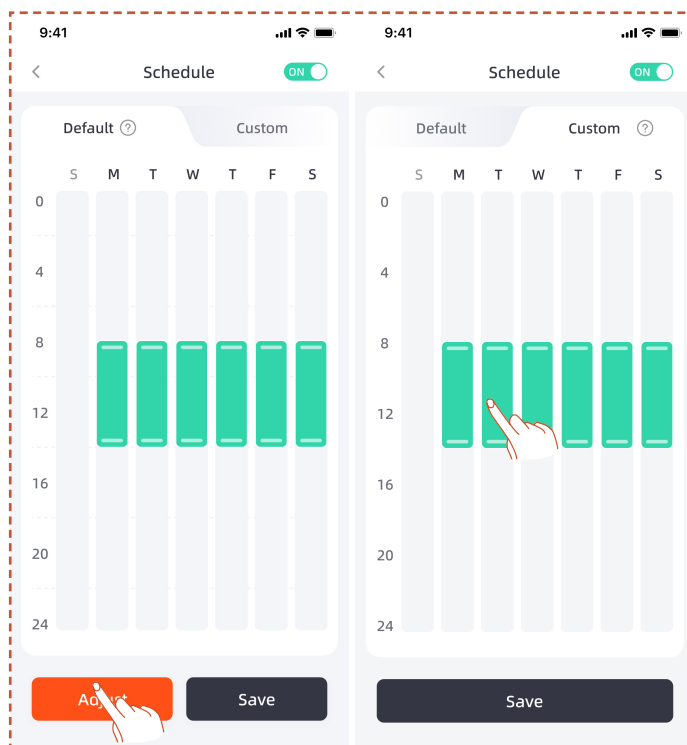 9:41
Schedule
ON
Default ?
Custom
S M T W T F S
0
4
8
12
16
20
24
Adjust
Save
9:41
Schedule
ON
Default
Custom ?
S M T W T F S
0
4
8
12
16
20
24
Save